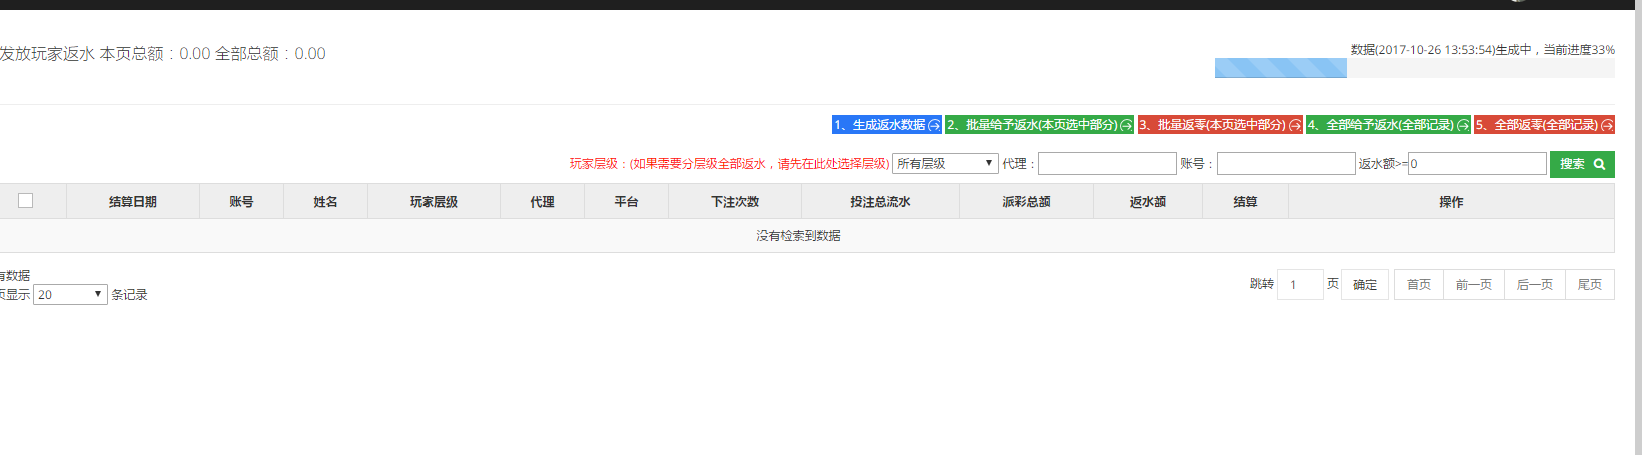 发放玩家返水 本页总额：0.00 全部总额：0.00
数据(2017-10-26 13:53:54)生成中，当前进度33%
1、生成返水数据 2、批量给予返水(本页选中部分) 3、批量返零(本页选中部分) 4、全部给予返水(全部记录) 5、全部返零(全部记录)
玩家层级：(如果需要分层级全部返水，请先在此处选择层级) 所有层级 代理： 账号： 返水额>=0 搜索
结算日期 账号 姓名 玩家层级 代理 平台 下注次数 投注总流水 派彩总额 返水额 结算 操作
没有检索到数据
有数据
页显示 20 条记录
跳转 1 页 确定 首页 前一页 后一页 尾页